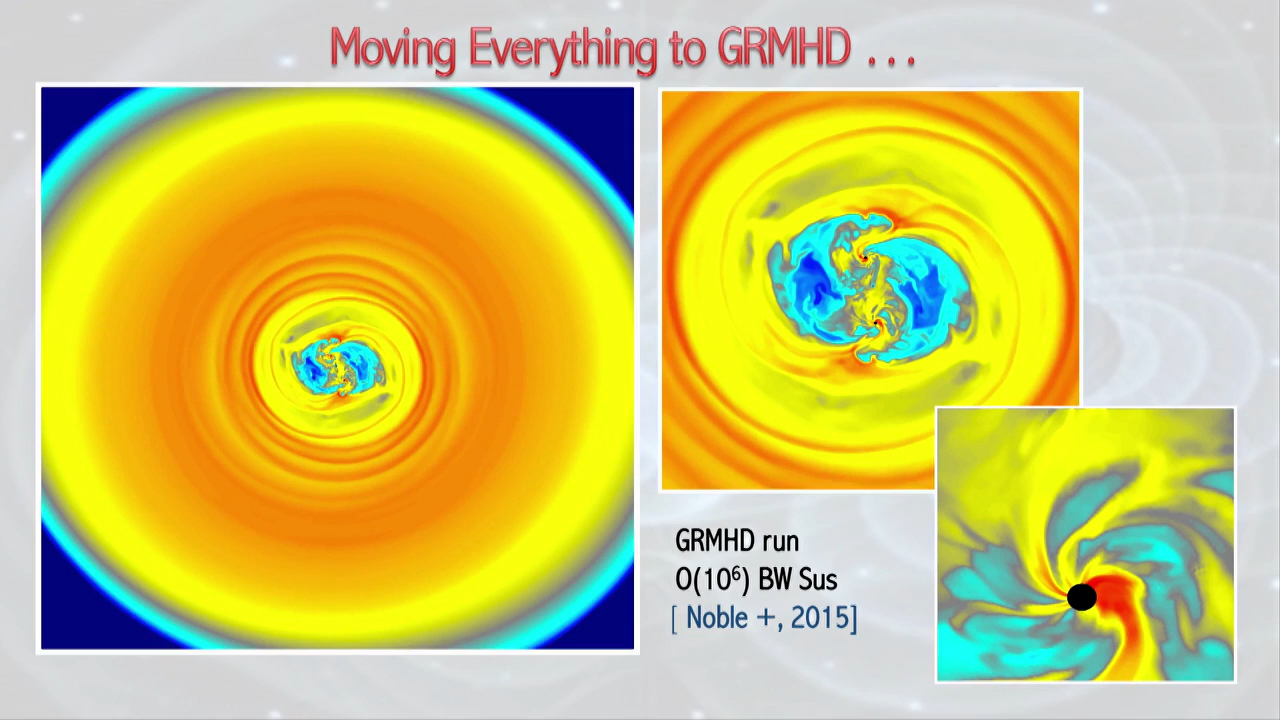 Moving Everything to GRMHD . . .
GRMHD run
O(10⁶) BW Sus
[ Noble +, 2015]